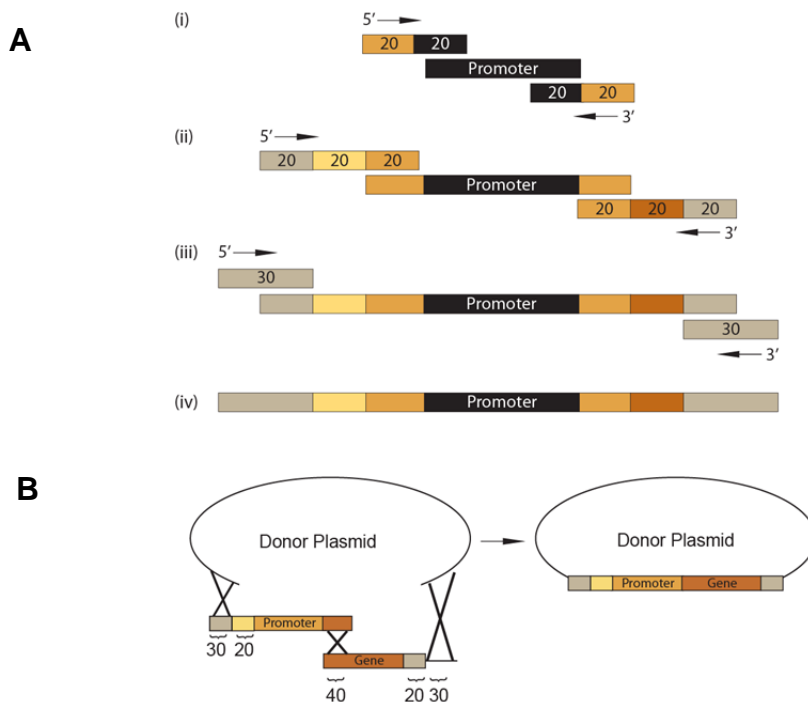 A
(i)
5′
20 20
Promoter
20 20
3′
(ii)
5′
20 20 20
Promoter
20 20 20
3′
(iii)
5′
30
Promoter
30
3′
(iv)
Promoter
B
Donor Plasmid
Donor Plasmid
Promoter
Promoter Gene
30 20
Gene
40 20 30